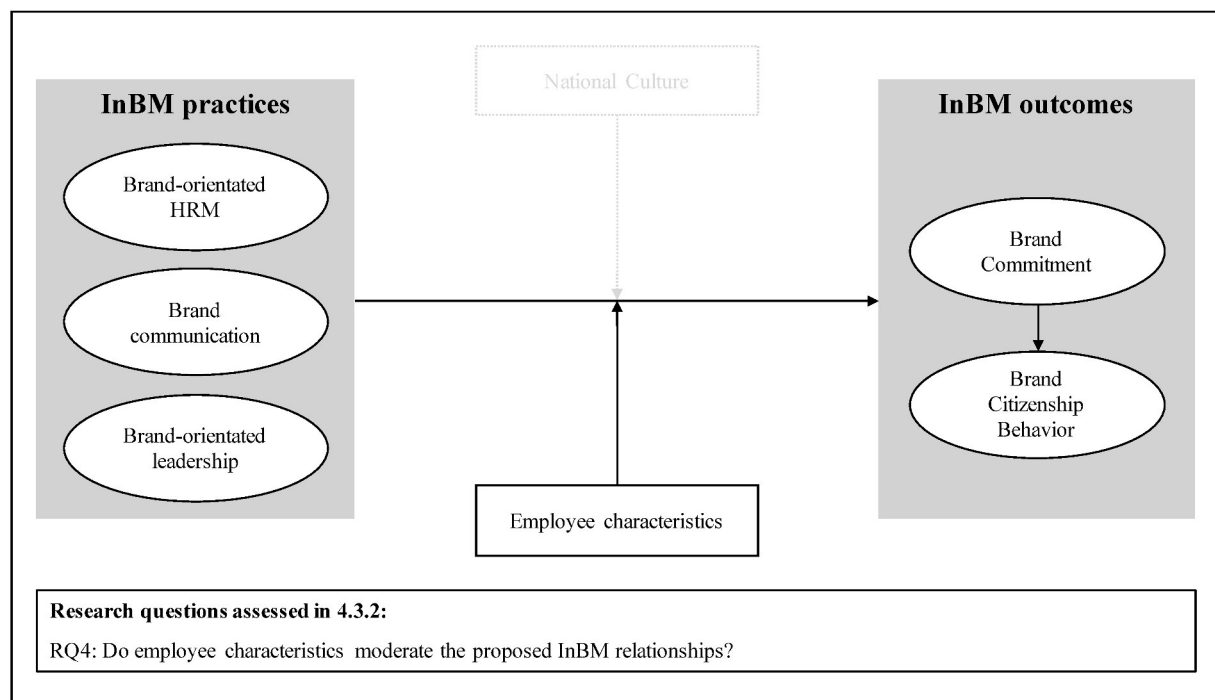 National Culture
InBM practices
Brand-orientated
HRM
Brand
communication
Brand-orientated
leadership
InBM outcomes
Brand
Commitment
Brand
Citizenship
Behavior
Employee characteristics
Research questions assessed in 4.3.2:
RQ4: Do employee characteristics moderate the proposed InBM relationships?